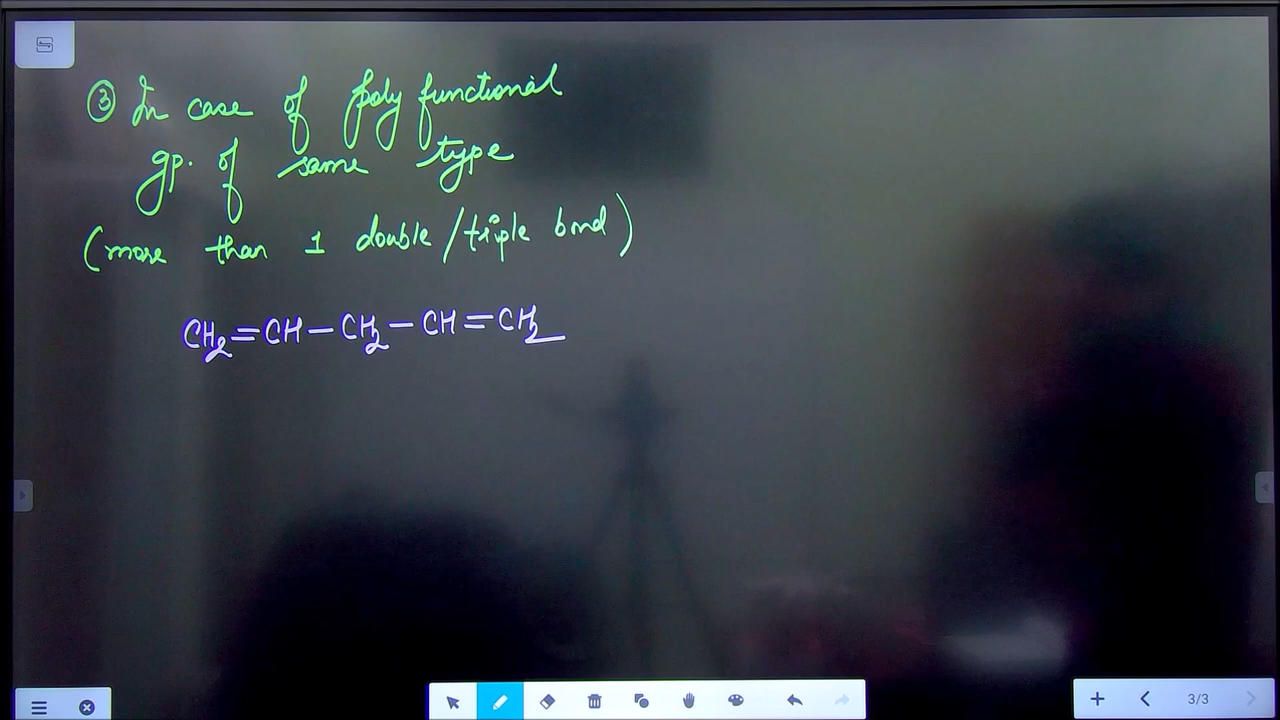 ③ In case of poly functional
gp. of same type
(more than 1 double/triple bond)
CH₂=CH-CH₂-CH=CH₂
3/3